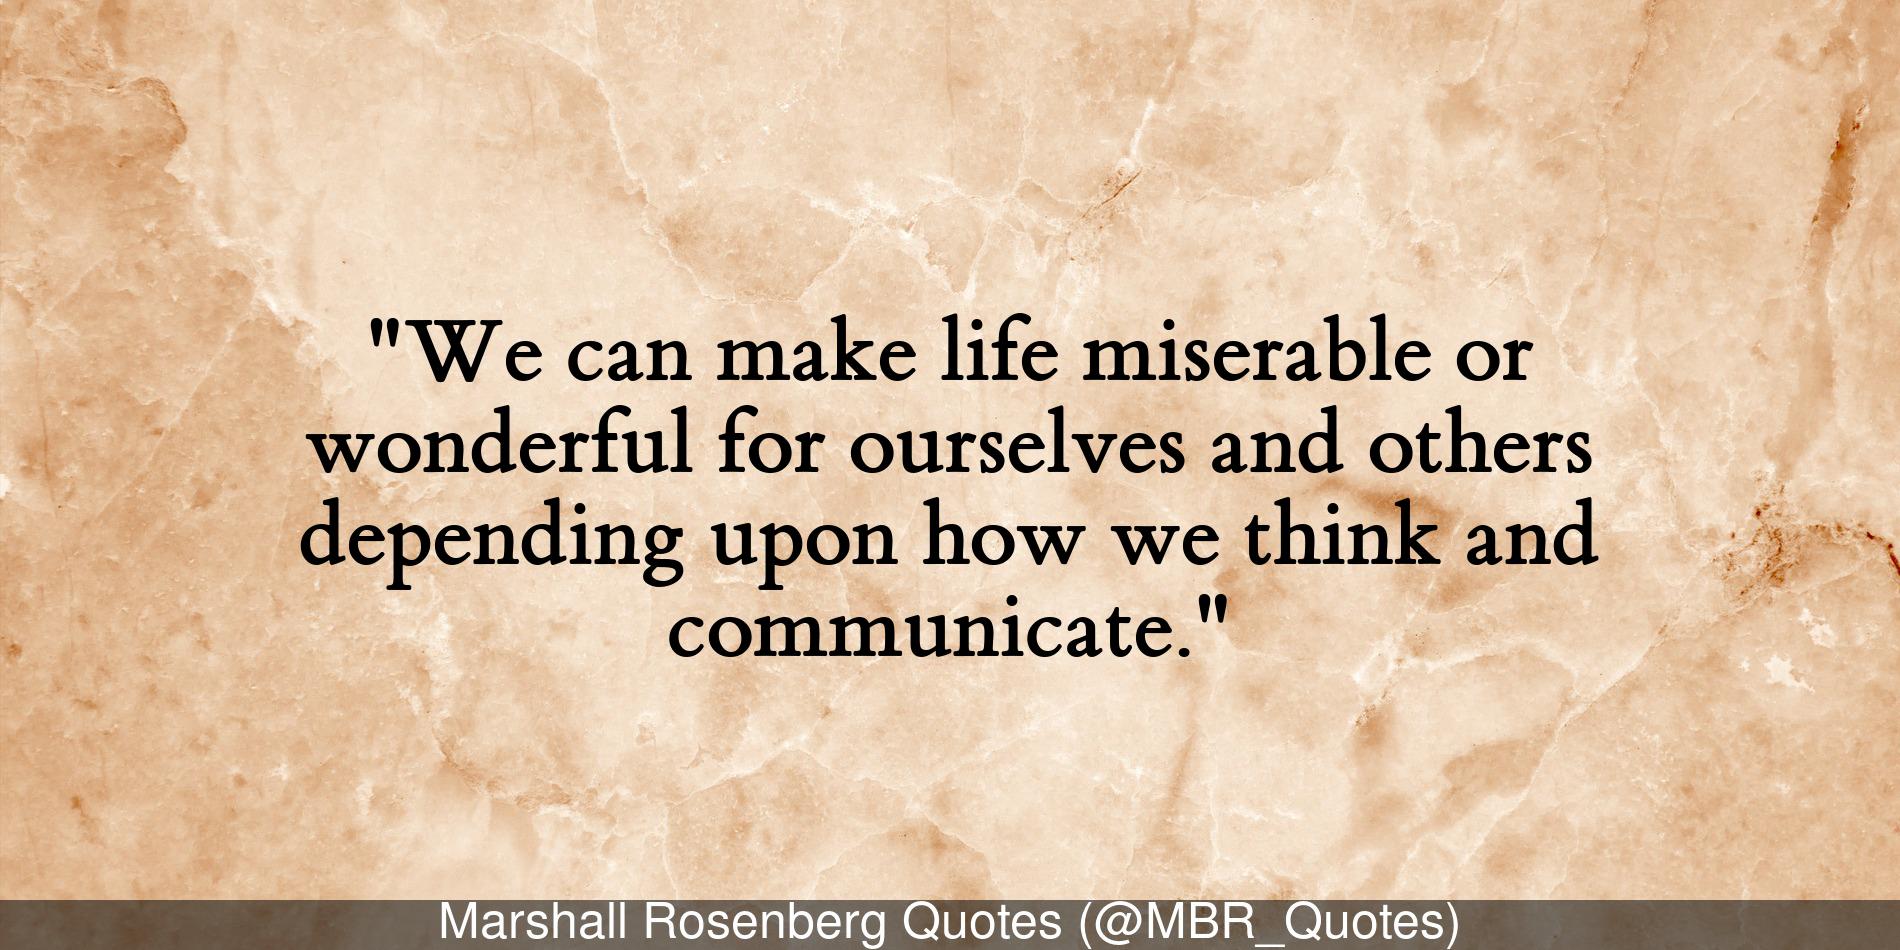 "We can make life miserable or
wonderful for ourselves and others
depending upon how we think and
communicate."
Marshall Rosenberg Quotes (@MBR_Quotes)